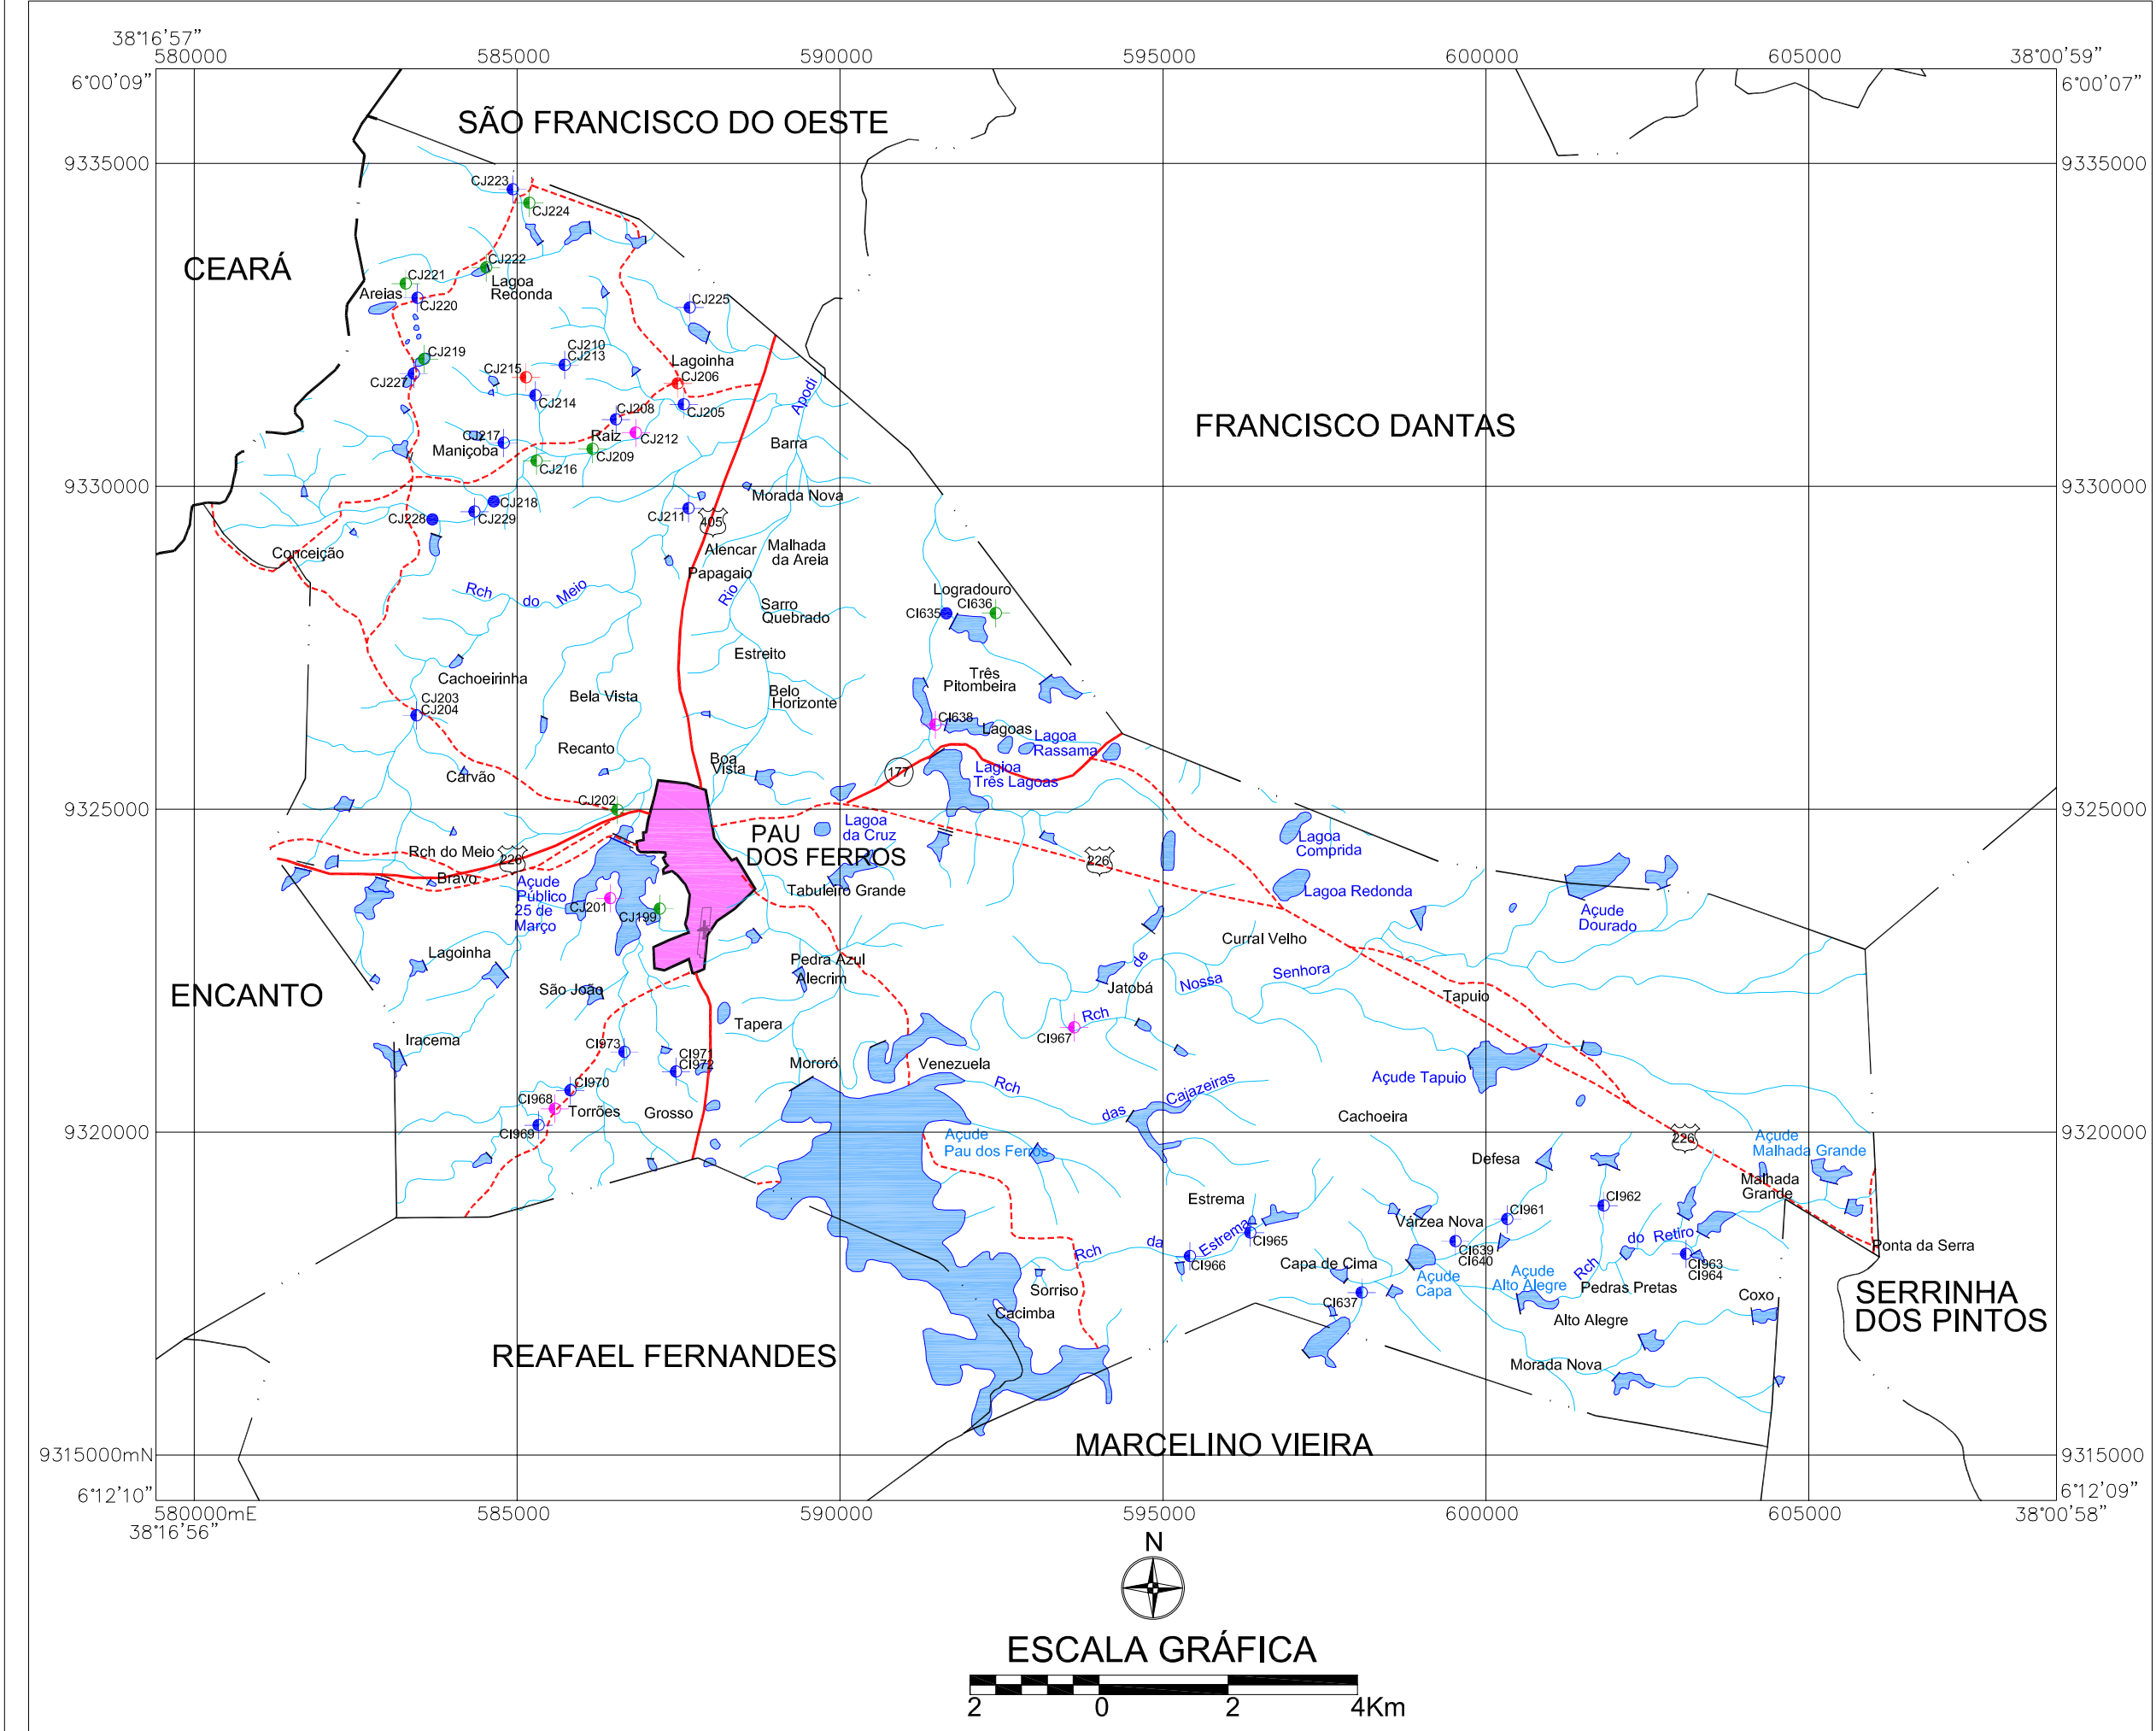 38°16'57"
580000
585000
590000
595000
600000
605000
38°00'59"
6°00'09"
6°00'07"
SÃO FRANCISCO DO OESTE
9335000
9335000
CJ223
CJ224
CEARÁ
CJ222
CJ221
Lagoa
Redonda
Areias
CJ220
CJ225
CJ210
CJ213
CJ219
Lagoinha
CJ215
CJ206
CJ227
CJ214
CJ205
Apodi
CJ208
FRANCISCO DANTAS
CJ217
Raiz
CJ212
Maniçoba
CJ209
Barra
CJ216
9330000
9330000
CJ218
Morada Nova
CJ228
CJ229
CJ211
405
Conceição
Alencar
Malhada
da Areia
Papagaio
Rch do Meio
Rio
Logradouro
CI636
CI635
Sarro
Quebrado
Estreito
Três
Pitombeira
Cachoeirinha
Bela Vista
Belo
Horizonte
CJ203
CJ204
CI638
Lagoas
Lagoa
Rassama
Recanto
Boa
Vista
177
Lagioa
Três Lagoas
Carvão
CJ202
9325000
9325000
PAU
DOS FERROS
Lagoa
da Cruz
Lagoa
Comprida
Rch do Meio
226
226
Bravo
Açude
Público
25 de
Março
Tabuleiro Grande
Lagoa Redonda
CJ201
CJ199
Açude
Dourado
Curral Velho
Lagoinha
Pedra Azul
Alecrim
São João
Jatobá
Rch de Nossa Senhora
Tapuio
ENCANTO
Tapera
CI967
Iracema
CI973
CI971
CI972
Mororó
Venezuela
Açude Tapuio
CI970
Rch das Cajazeiras
CI968
Torrões
Grosso
Cachoeira
CI969
9320000
9320000
226
Açude
Pau dos Ferros
Açude
Malhada Grande
Defesa
Malhada
Grande
Estrema
CI962
CI961
Várzea Nova
Rch da Estrema
CI965
CI639
CI640
Rch do Retiro
Ponta da Serra
CI966
Capa de Cima
CI963
CI964
Açude
Capa
Açude
Alto Alegre
Pedras Pretas
Sorriso
CI637
Coxo
SERRINHA
DOS PINTOS
Cacimba
Alto Alegre
REAFAEL FERNANDES
Morada Nova
MARCELINO VIEIRA
9315000mN
9315000
6°12'10"
6°12'09"
580000mE
585000
590000
595000
600000
605000
38°00'58"
38°16'56"
N
ESCALA GRÁFICA
2 0 2 4Km